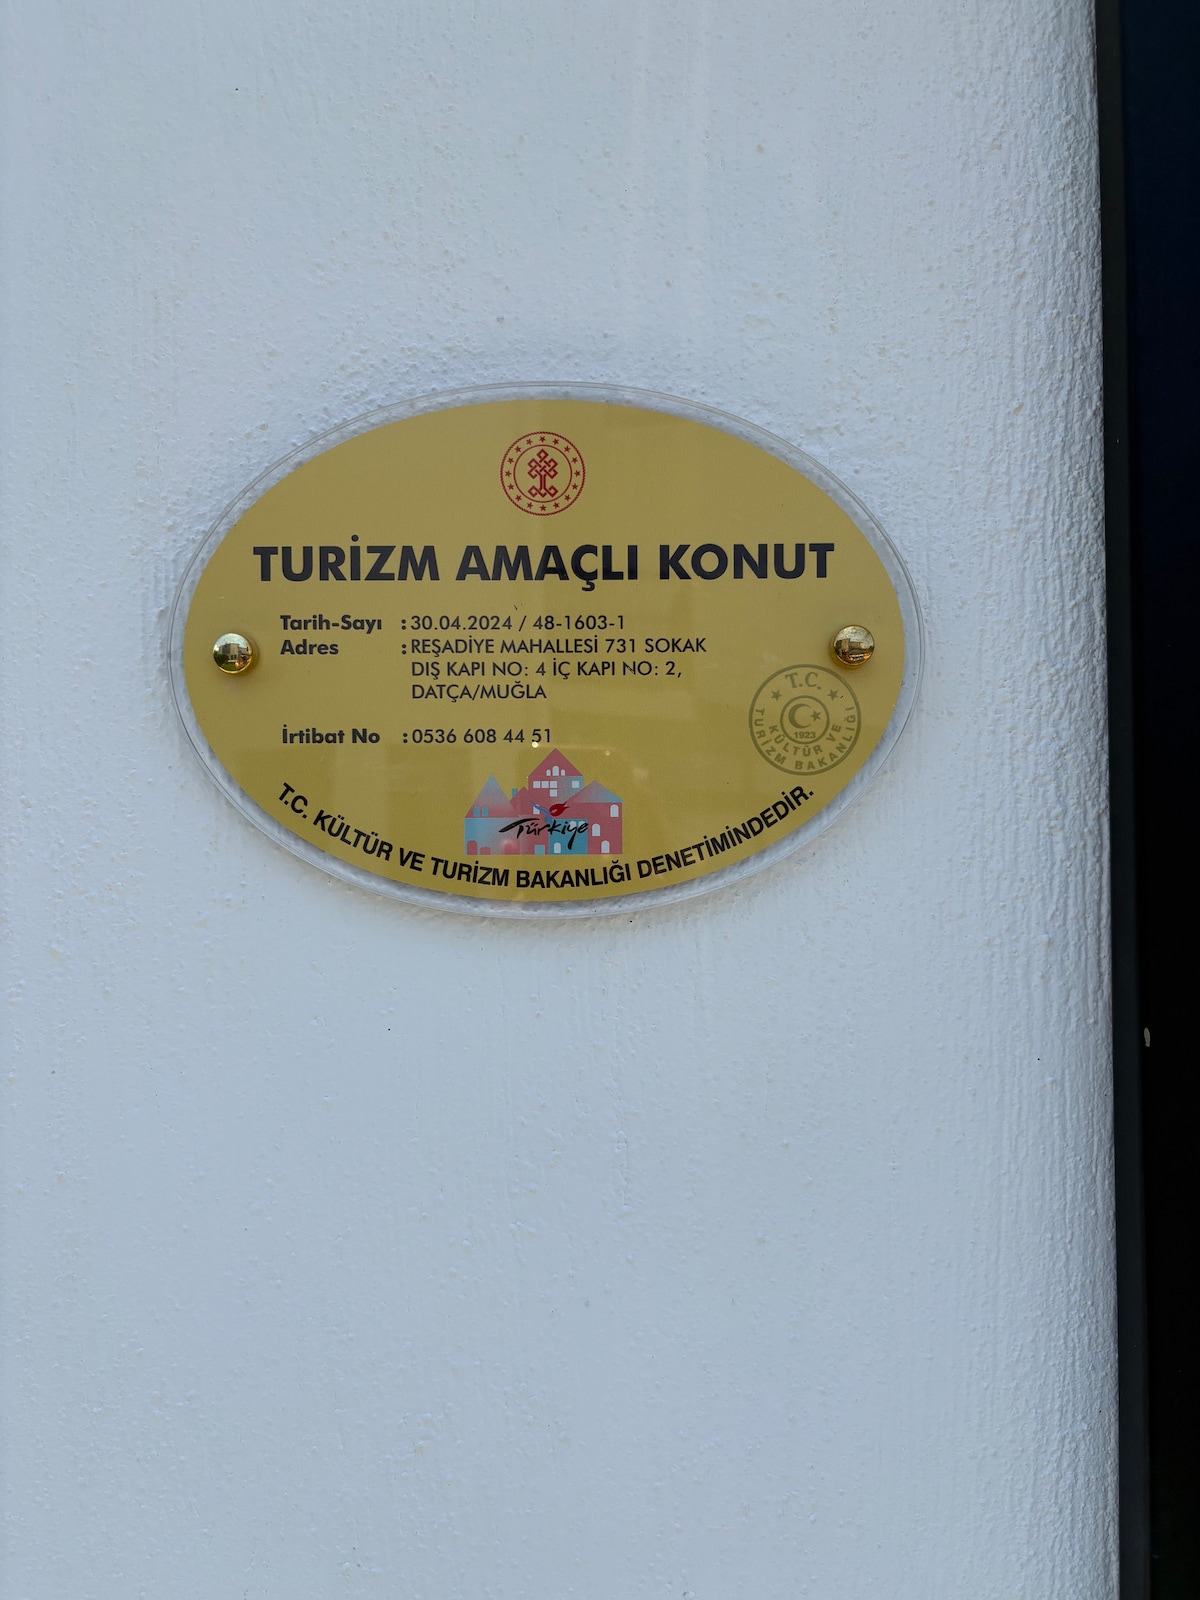 TURİZM AMAÇLI KONUT
Tarih-Sayı : 30.04.2024 / 48-1603-1
Adres : REŞADİYE MAHALLESİ 731 SOKAK
DIŞ KAPI NO: 4 İÇ KAPI NO: 2,
DATÇA/MUĞLA
İrtibat No : 0536 608 44 51
T.C.
1923
KÜLTÜR VE
TURİZM BAKANLIĞI
Türkiye
T.C. KÜLTÜR VE TURİZM BAKANLIĞI DENETİMİNDEDİR.